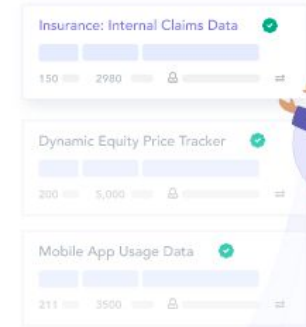 Insurance: Internal Claims Data
150 2980
Dynamic Equity Price Tracker
200 5,000
Mobile App Usage Data
211 3500